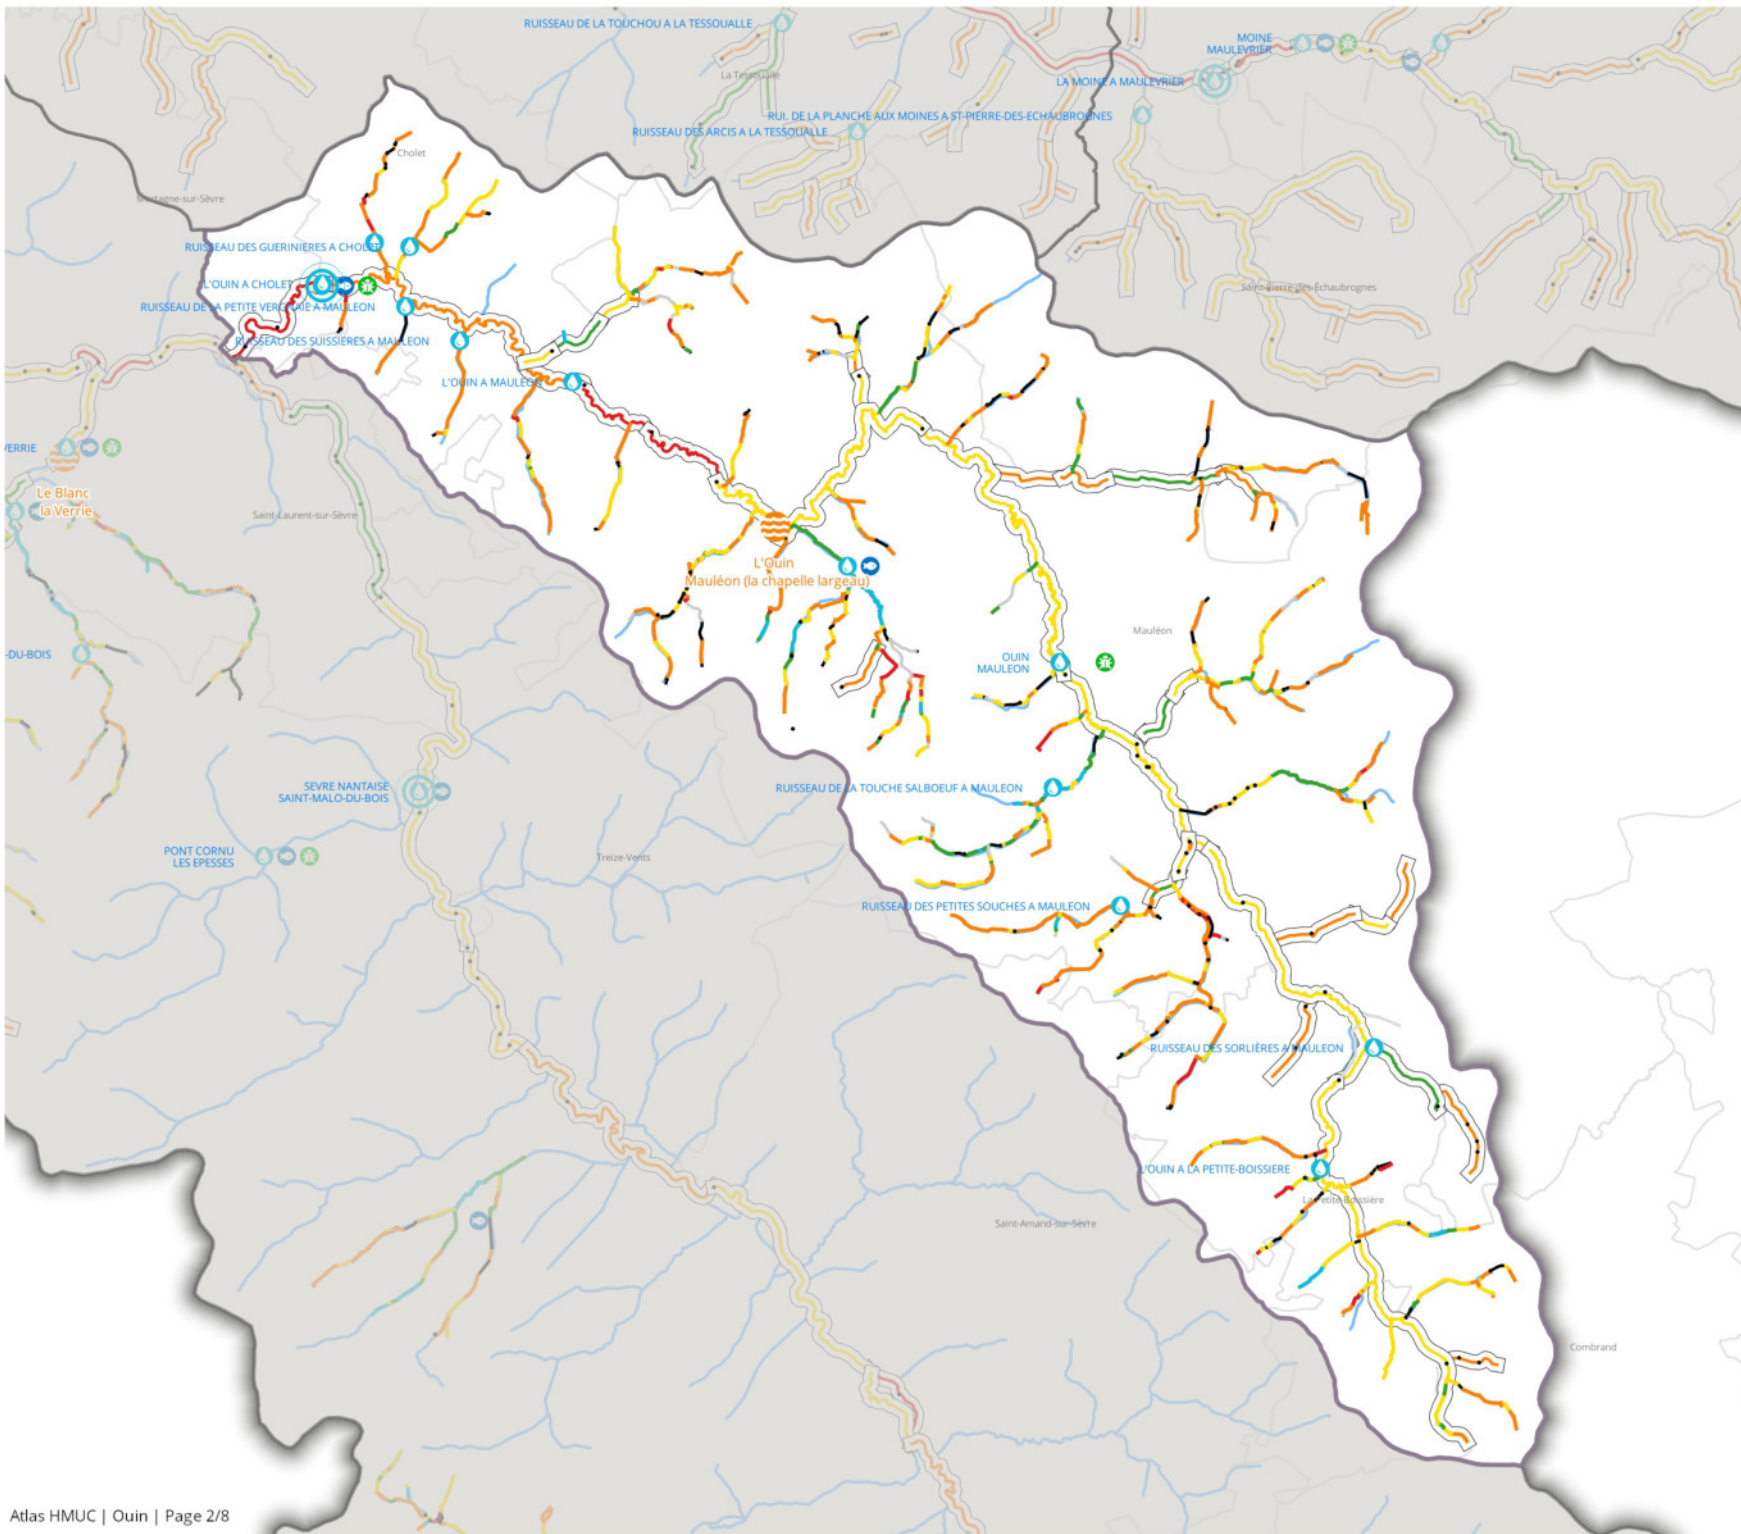 RUISSEAU DE LA TOUCHOU A LA TESSOUALLE
MOINE
MAULEVRIER
La Tessoualle
LA MOINE A MAULEVRIER
RUI. DE LA PLANCHE AUX MOINES A ST-PIERRE-DES-ECHAUBROGNES
RUISSEAU DES ARCIS A LA TESSOUALLE
Cholet
Mortagne-sur-Sèvre
RUISSEAU DES GUERINIERES A CHOLET
L'OUIN A CHOLET
Saint-Pierre-des-Échaubrognes
RUISSEAU DE LA PETITE VERGNAIE A MAULEON
RUISSEAU DES SUISSIERES A MAULEON
L'OUIN A MAULEON
VERRIE
Le Blanc
la Verrie
Saint-Laurent-sur-Sèvre
L'Ouin
Mauléon (la chapelle largeau)
Mauléon
-DU-BOIS
OUIN
MAULEON
SEVRE NANTAISE
SAINT-MALO-DU-BOIS
RUISSEAU DE LA TOUCHE SALBOEUF A MAULEON
PONT CORNU
LES EPESSES
Treize-Vents
RUISSEAU DES PETITES SOUCHES A MAULEON
RUISSEAU DES SORLIÈRES A MAULEON
L'OUIN A LA PETITE-BOISSIERE
La Petite-Boissière
Saint-Amand-sur-Sèvre
Combrand
Atlas HMUC | Ouin | Page 2/8